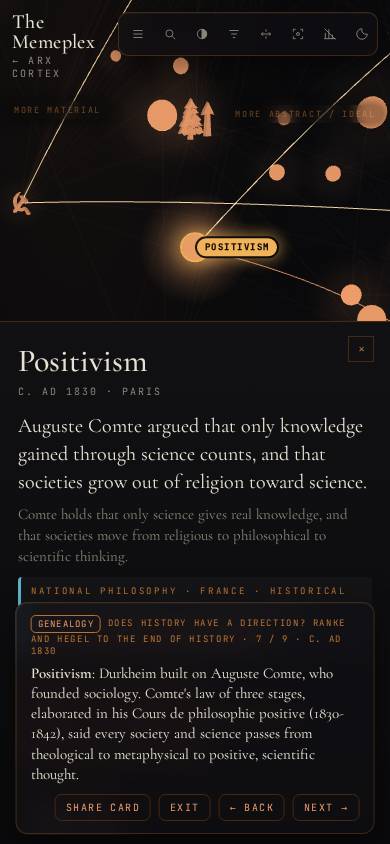 The
Memeplex
← ARX
CORTEX
MORE MATERIAL
MORE ABSTRACT / IDEAL
POSITIVISM
Positivism
×
C. AD 1830 · PARIS
Auguste Comte argued that only knowledge
gained through science counts, and that
societies grow out of religion toward science.
Comte holds that only science gives real knowledge, and
that societies move from religious to philosophical to
scientific thinking.
NATIONAL PHILOSOPHY · FRANCE · HISTORICAL
GENEALOGY DOES HISTORY HAVE A DIRECTION? RANKE
AND HEGEL TO THE END OF HISTORY · 7 / 9 · C. AD
1830
Positivism: Durkheim built on Auguste Comte, who
founded sociology. Comte's law of three stages,
elaborated in his Cours de philosophie positive (1830-
1842), said every society and science passes from
theological to metaphysical to positive, scientific
thought.
SHARE CARD EXIT ← BACK NEXT →